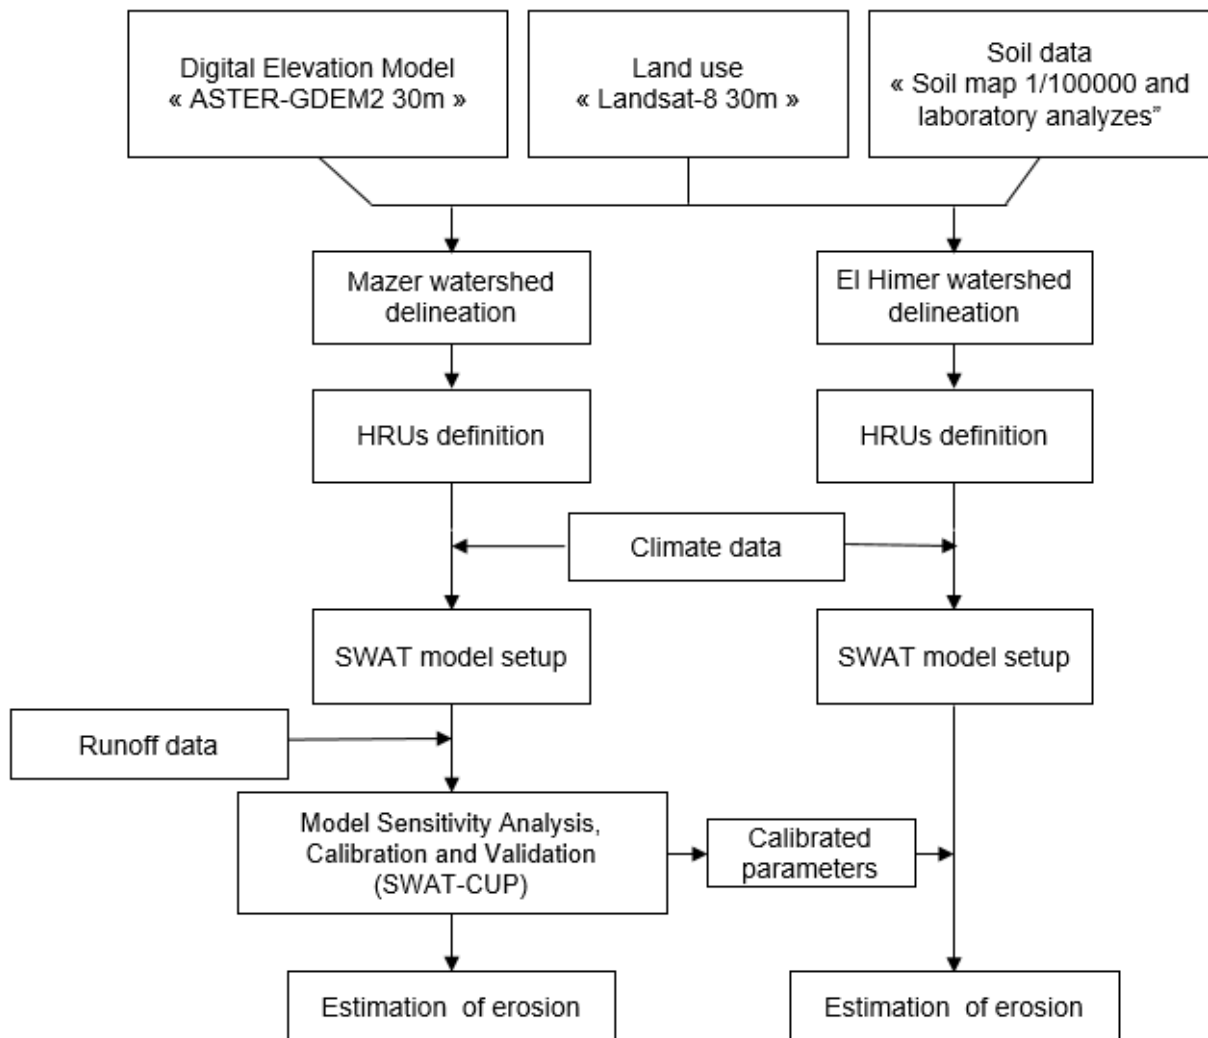 Digital Elevation Model
« ASTER-GDEM2 30m »
Land use
« Landsat-8 30m »
Soil data
« Soil map 1/100000 and
laboratory analyzes”
Mazer watershed
delineation
El Himer watershed
delineation
HRUs definition
HRUs definition
Climate data
SWAT model setup
SWAT model setup
Runoff data
Model Sensitivity Analysis,
Calibration and Validation
(SWAT-CUP)
Calibrated
parameters
Estimation of erosion
Estimation of erosion